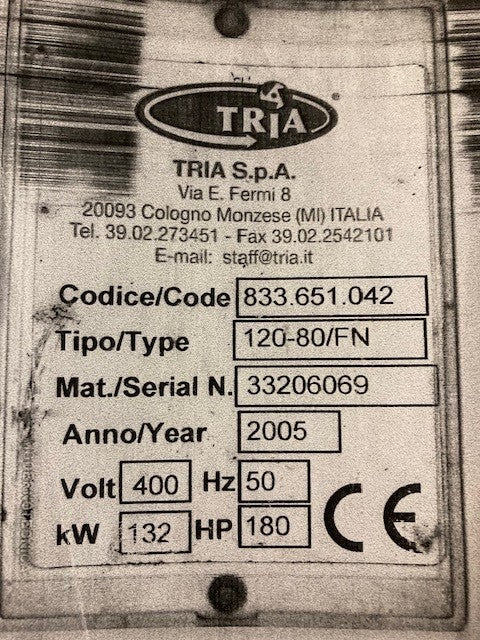 TRIA ®
TRIA S.p.A.
Via E. Fermi 8
20093 Cologno Monzese (MI) ITALIA
Tel. 39.02.273451 - Fax 39.02.2542101
E-mail: staff@tria.it
Codice/Code 833.651.042
Tipo/Type 120-80/FN
Mat./Serial N. 33206069
Anno/Year 2005
Volt 400 Hz 50
kW 132 HP 180 CE